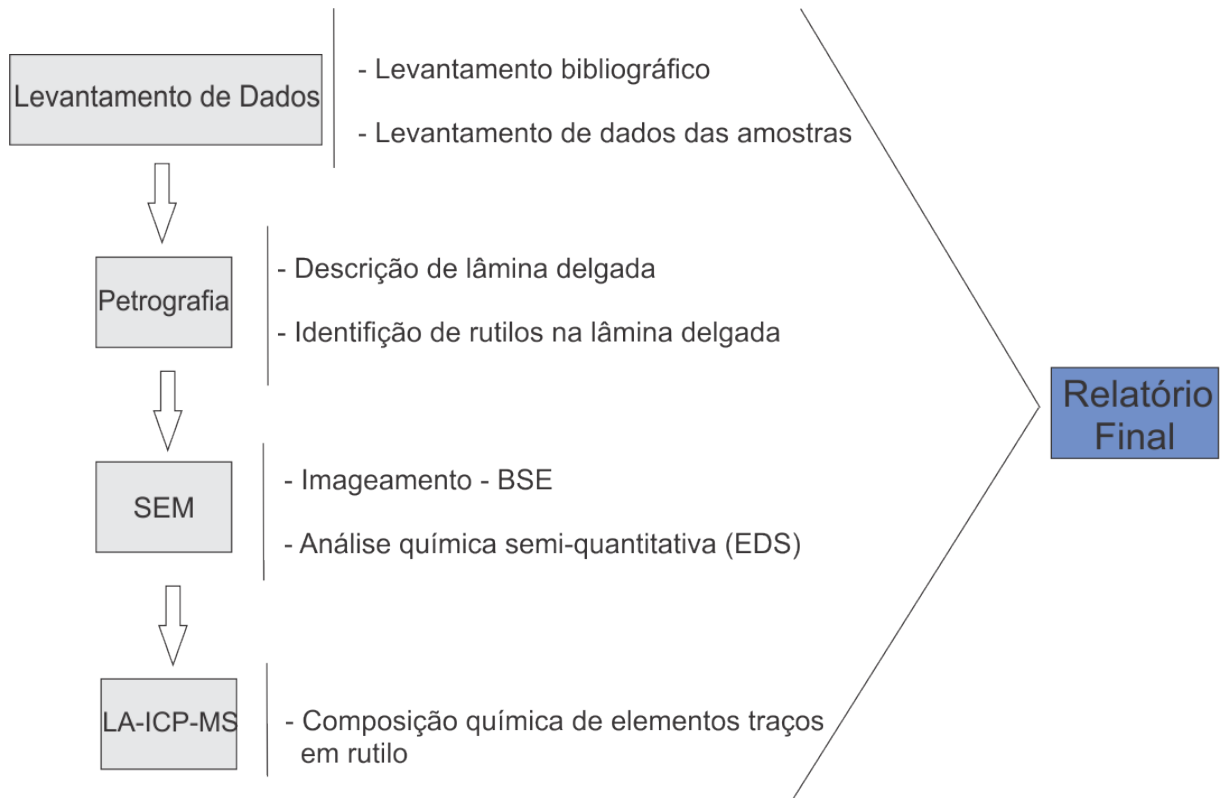 Levantamento de Dados
- Levantamento bibliográfico
- Levantamento de dados das amostras
Petrografia
- Descrição de lâmina delgada
- Identifição de rutilos na lâmina delgada
SEM
- Imageamento - BSE
- Análise química semi-quantitativa (EDS)
LA-ICP-MS
- Composição química de elementos traços
em rutilo
Relatório
Final